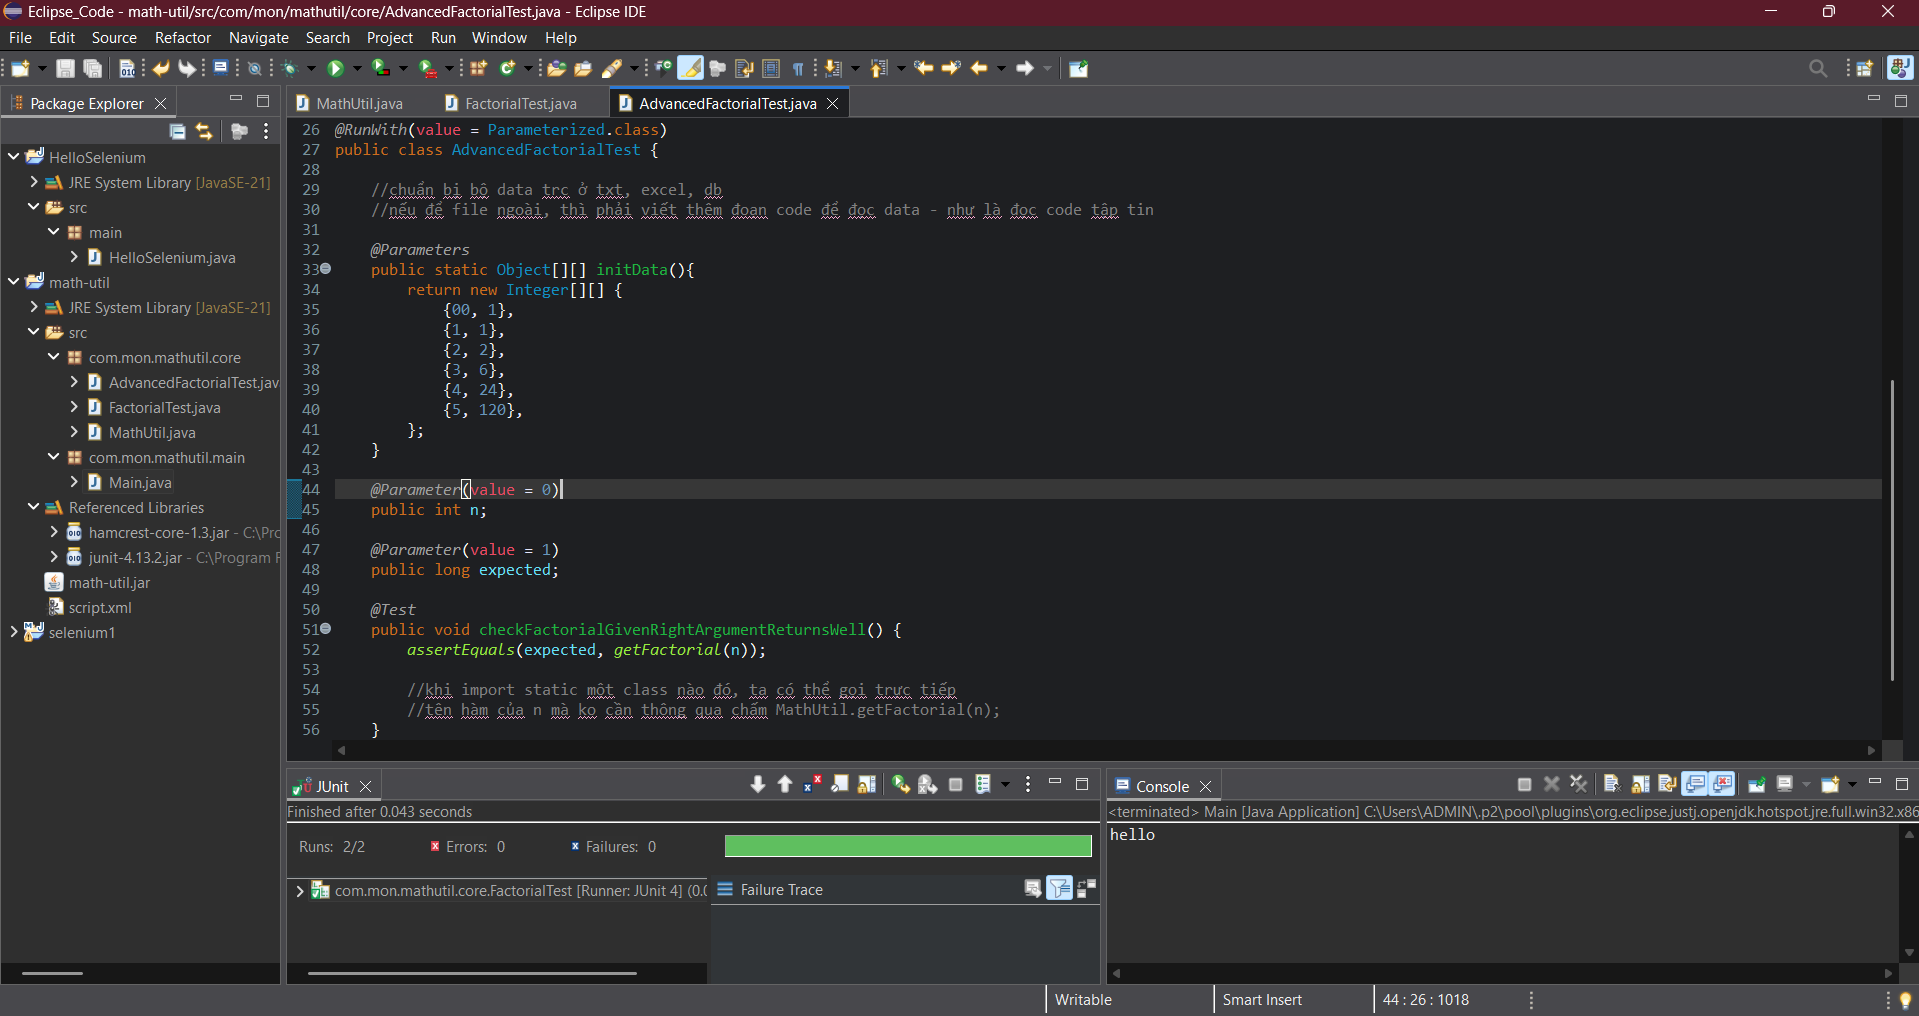 Eclipse_Code - math-util/src/com/mon/mathutil/core/AdvancedFactorialTest.java - Eclipse IDE
File Edit Source Refactor Navigate Search Project Run Window Help
Package Explorer
HelloSelenium
JRE System Library [JavaSE-21]
src
main
HelloSelenium.java
math-util
JRE System Library [JavaSE-21]
src
com.mon.mathutil.core
AdvancedFactorialTest.jav
FactorialTest.java
MathUtil.java
com.mon.mathutil.main
Main.java
Referenced Libraries
hamcrest-core-1.3.jar - C:\Pro
junit-4.13.2.jar - C:\Program F
math-util.jar
script.xml
selenium1
MathUtil.java FactorialTest.java AdvancedFactorialTest.java
26 @RunWith(value = Parameterized.class)
27 public class AdvancedFactorialTest {
28
29 //chuẩn bị bộ data trc ở txt, excel, db
30 //nếu để file ngoài, thì phải viết thêm đoạn code để đọc data - như là đọc code tập tin
31
32 @Parameters
33 public static Object[][] initData(){
34 return new Integer[][] {
35 {00, 1},
36 {1, 1},
37 {2, 2},
38 {3, 6},
39 {4, 24},
40 {5, 120},
41 };
42 }
43
44 @Parameter(value = 0)
45 public int n;
46
47 @Parameter(value = 1)
48 public long expected;
49
50 @Test
51 public void checkFactorialGivenRightArgumentReturnsWell() {
52 assertEquals(expected, getFactorial(n));
53
54 //khi import static một class nào đó, ta có thể gọi trực tiếp
55 //tên hàm của n mà ko cần thông qua chấm MathUtil.getFactorial(n);
56 }
JUnit
Finished after 0.043 seconds
Runs: 2/2 Errors: 0 Failures: 0
com.mon.mathutil.core.FactorialTest [Runner: JUnit 4] (0.0
Failure Trace
Console
<terminated> Main [Java Application] C:\Users\ADMIN\.p2\pool\plugins\org.eclipse.justj.openjdk.hotspot.jre.full.win32.x86
hello
Writable Smart Insert 44 : 26 : 1018